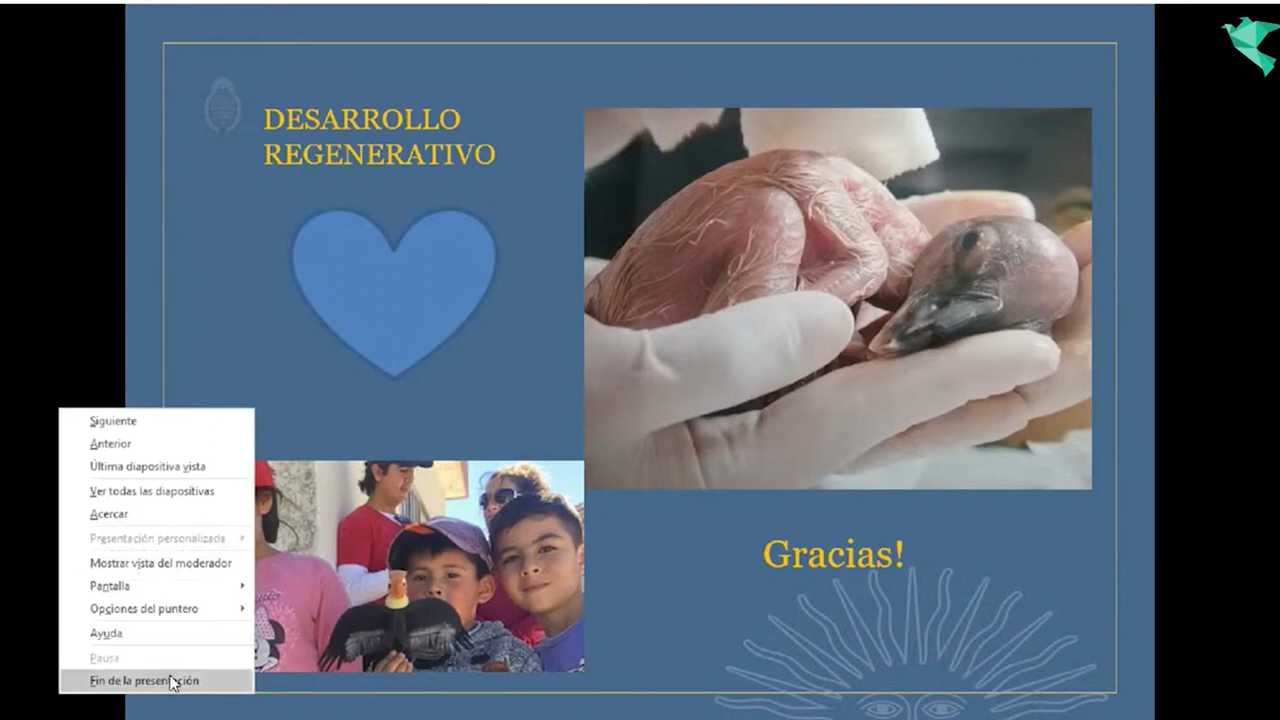 DESARROLLO
REGENERATIVO
Gracias!
Siguiente
Anterior
Última diapositiva vista
Ver todas las diapositivas
Acercar
Presentación personalizada
Mostrar vista del moderador
Pantalla
Opciones del puntero
Ayuda
Pausa
Fin de la presentación